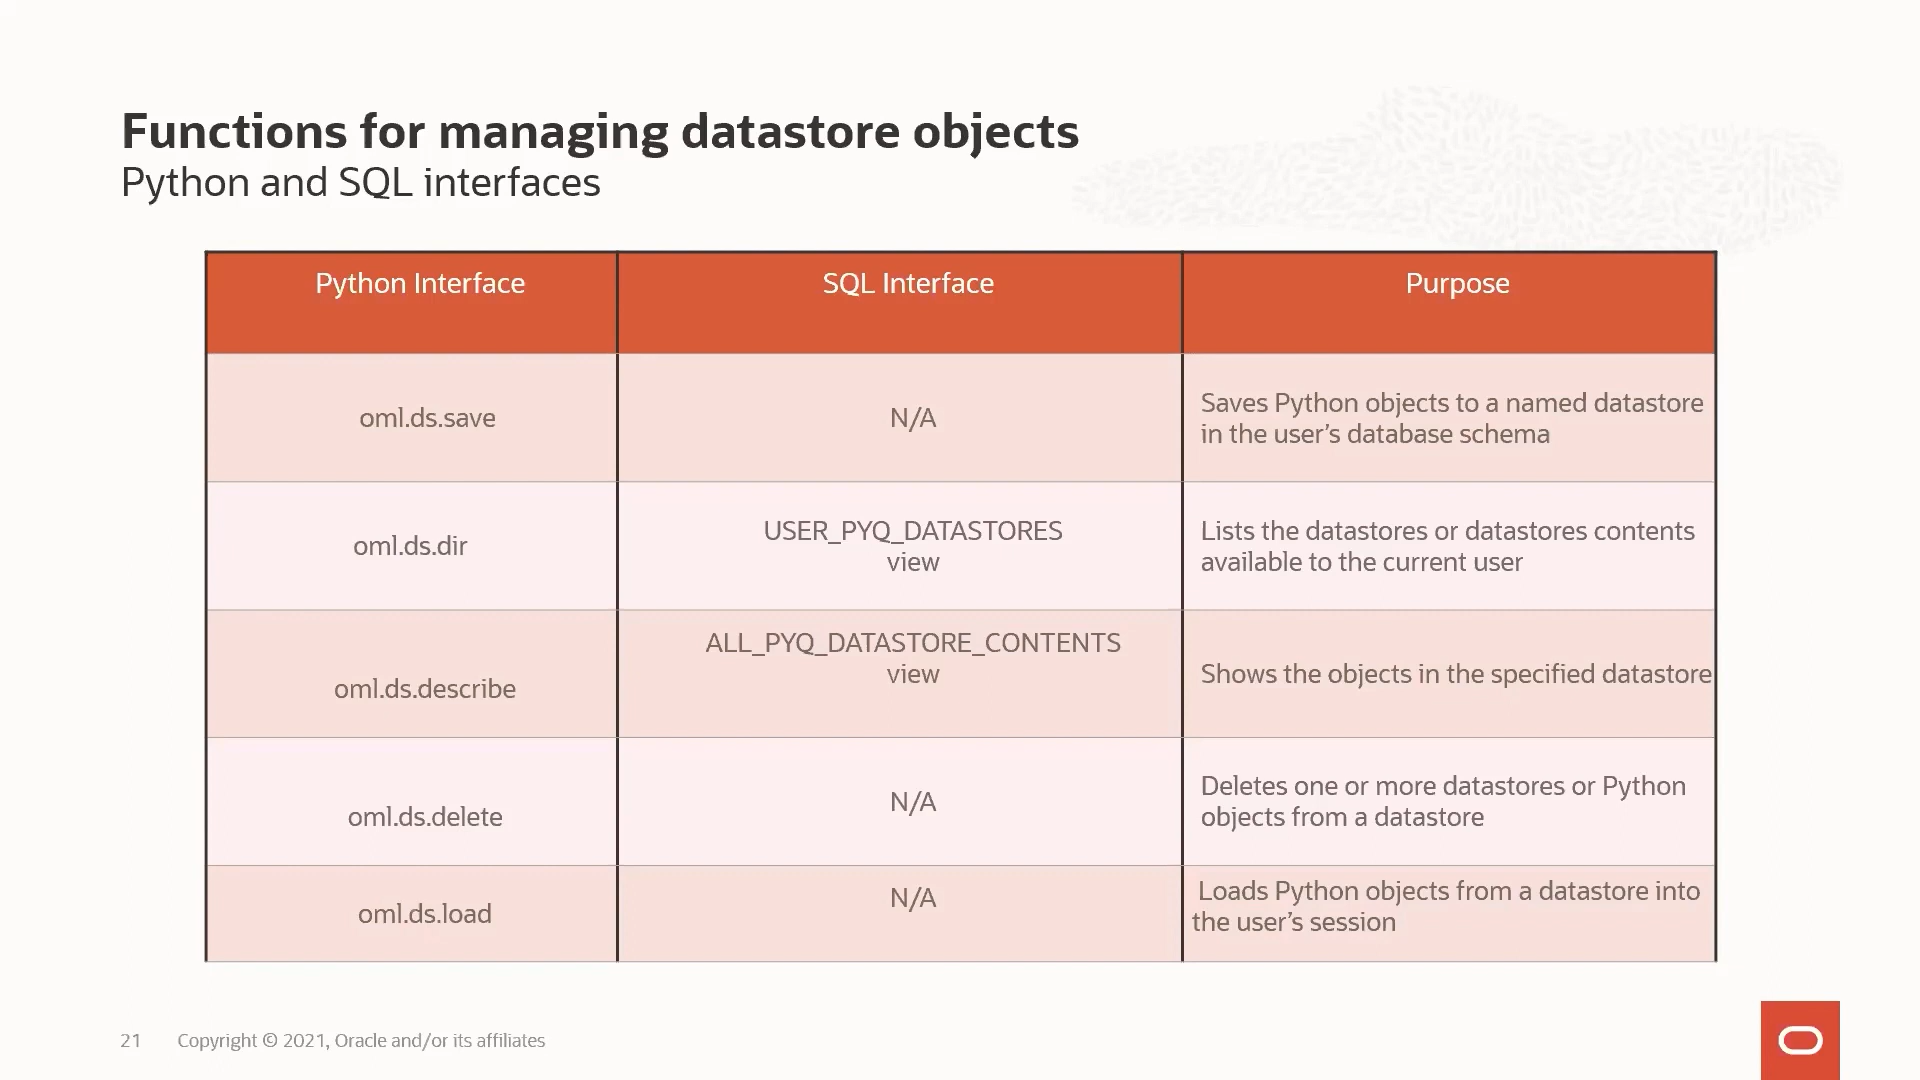 Functions for managing datastore objects
Python and SQL interfaces
Python Interface
SQL Interface
Purpose
oml.ds.save
N/A
Saves Python objects to a named datastore
in the user’s database schema
oml.ds.dir
USER_PYQ_DATASTORES
view
Lists the datastores or datastores contents
available to the current user
oml.ds.describe
ALL_PYQ_DATASTORE_CONTENTS
view
Shows the objects in the specified datastore
oml.ds.delete
N/A
Deletes one or more datastores or Python
objects from a datastore
oml.ds.load
N/A
Loads Python objects from a datastore into
the user’s session
21
Copyright © 2021, Oracle and/or its affiliates